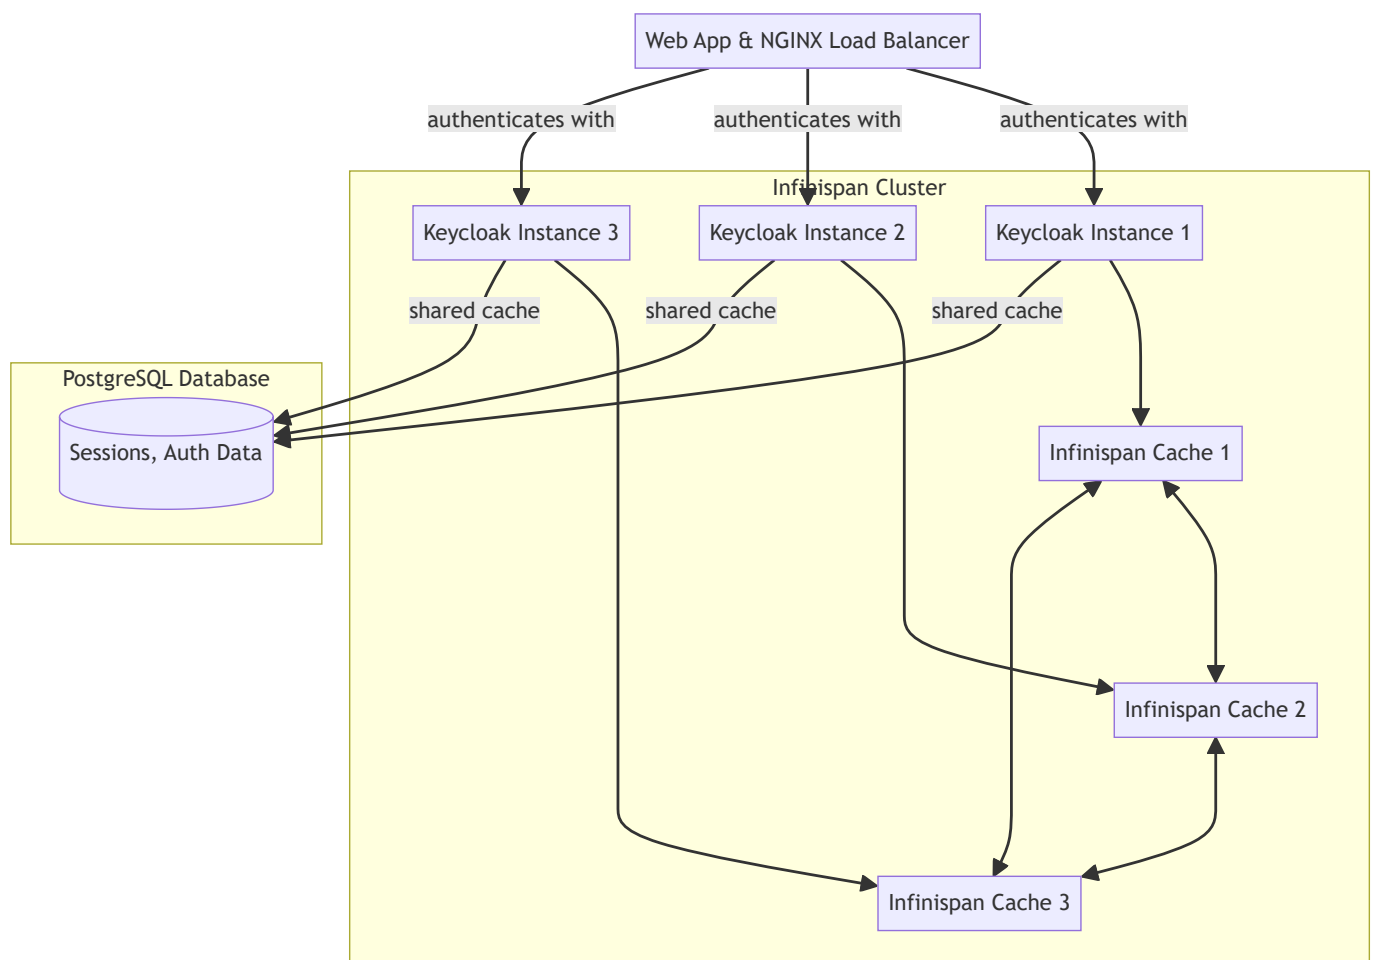 Web App & NGINX Load Balancer
authenticates with
authenticates with
authenticates with
Infinispan Cluster
Keycloak Instance 3
Keycloak Instance 2
Keycloak Instance 1
shared cache
shared cache
shared cache
PostgreSQL Database
Sessions, Auth Data
Infinispan Cache 1
Infinispan Cache 2
Infinispan Cache 3